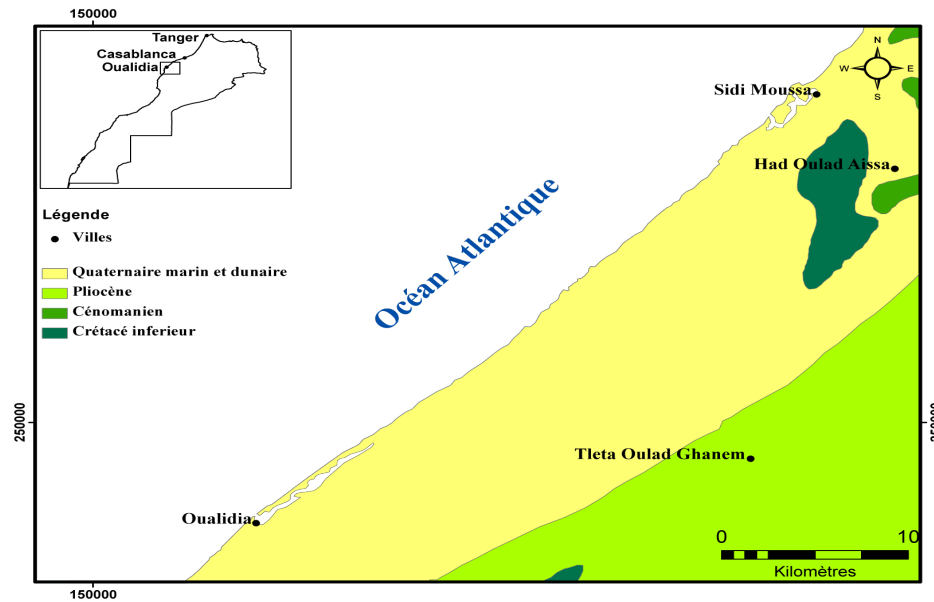 150000
Tanger
Casablanca
Oualidia
N
W E
S
Sidi Moussa
Had Oulad Aissa
Océan Atlantique
Légende
Villes
Quaternaire marin et dunaire
Pliocène
Cénomanien
Crétacé inferieur
250000
Tleta Oulad Ghanem
Oualidia
0 10
Kilomètres
150000